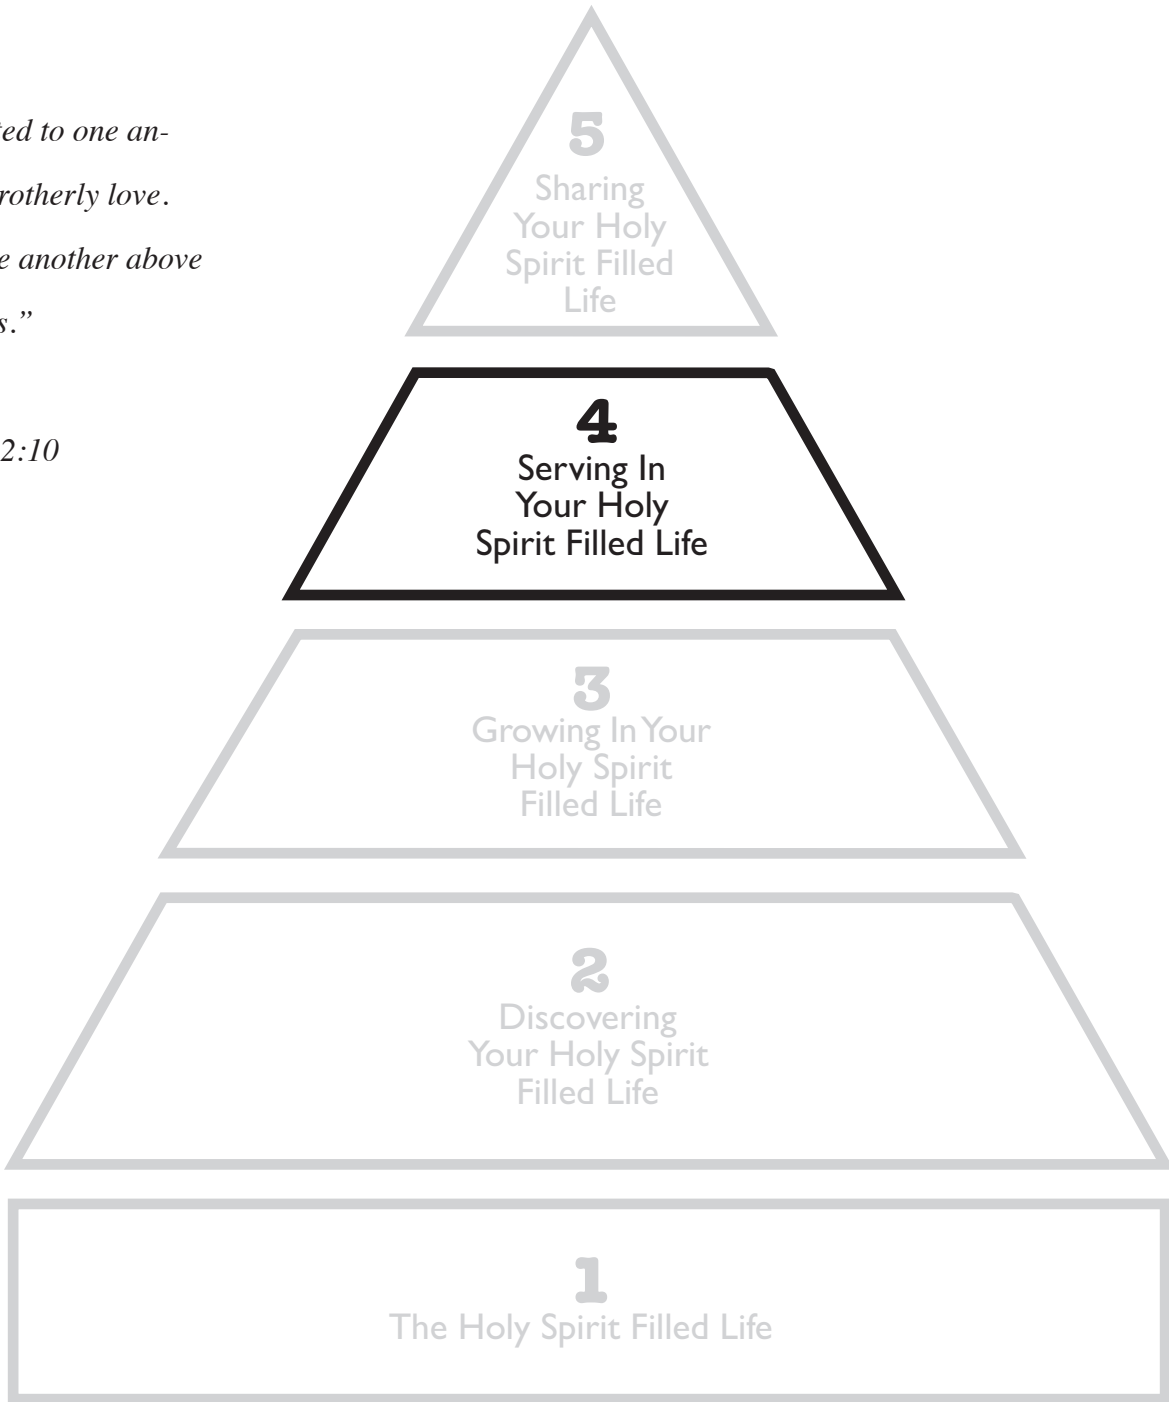 ted to one an-
rotherly love.
e another above
s.”
2:10
5
Sharing
Your Holy
Spirit Filled
Life
4
Serving In
Your Holy
Spirit Filled Life
3
Growing In Your
Holy Spirit
Filled Life
2
Discovering
Your Holy Spirit
Filled Life
1
The Holy Spirit Filled Life